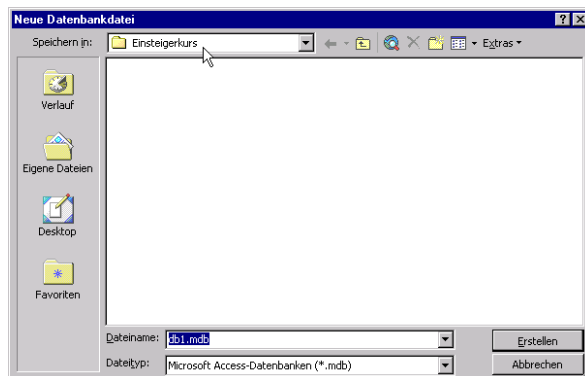 Neue Datenbankdatei
Speichern in: Einsteigerkurs Extras
Verlauf
Eigene Dateien
Desktop
Favoriten
Dateiname: db1.mdb Erstellen
Dateityp: Microsoft Access-Datenbanken (*.mdb) Abbrechen